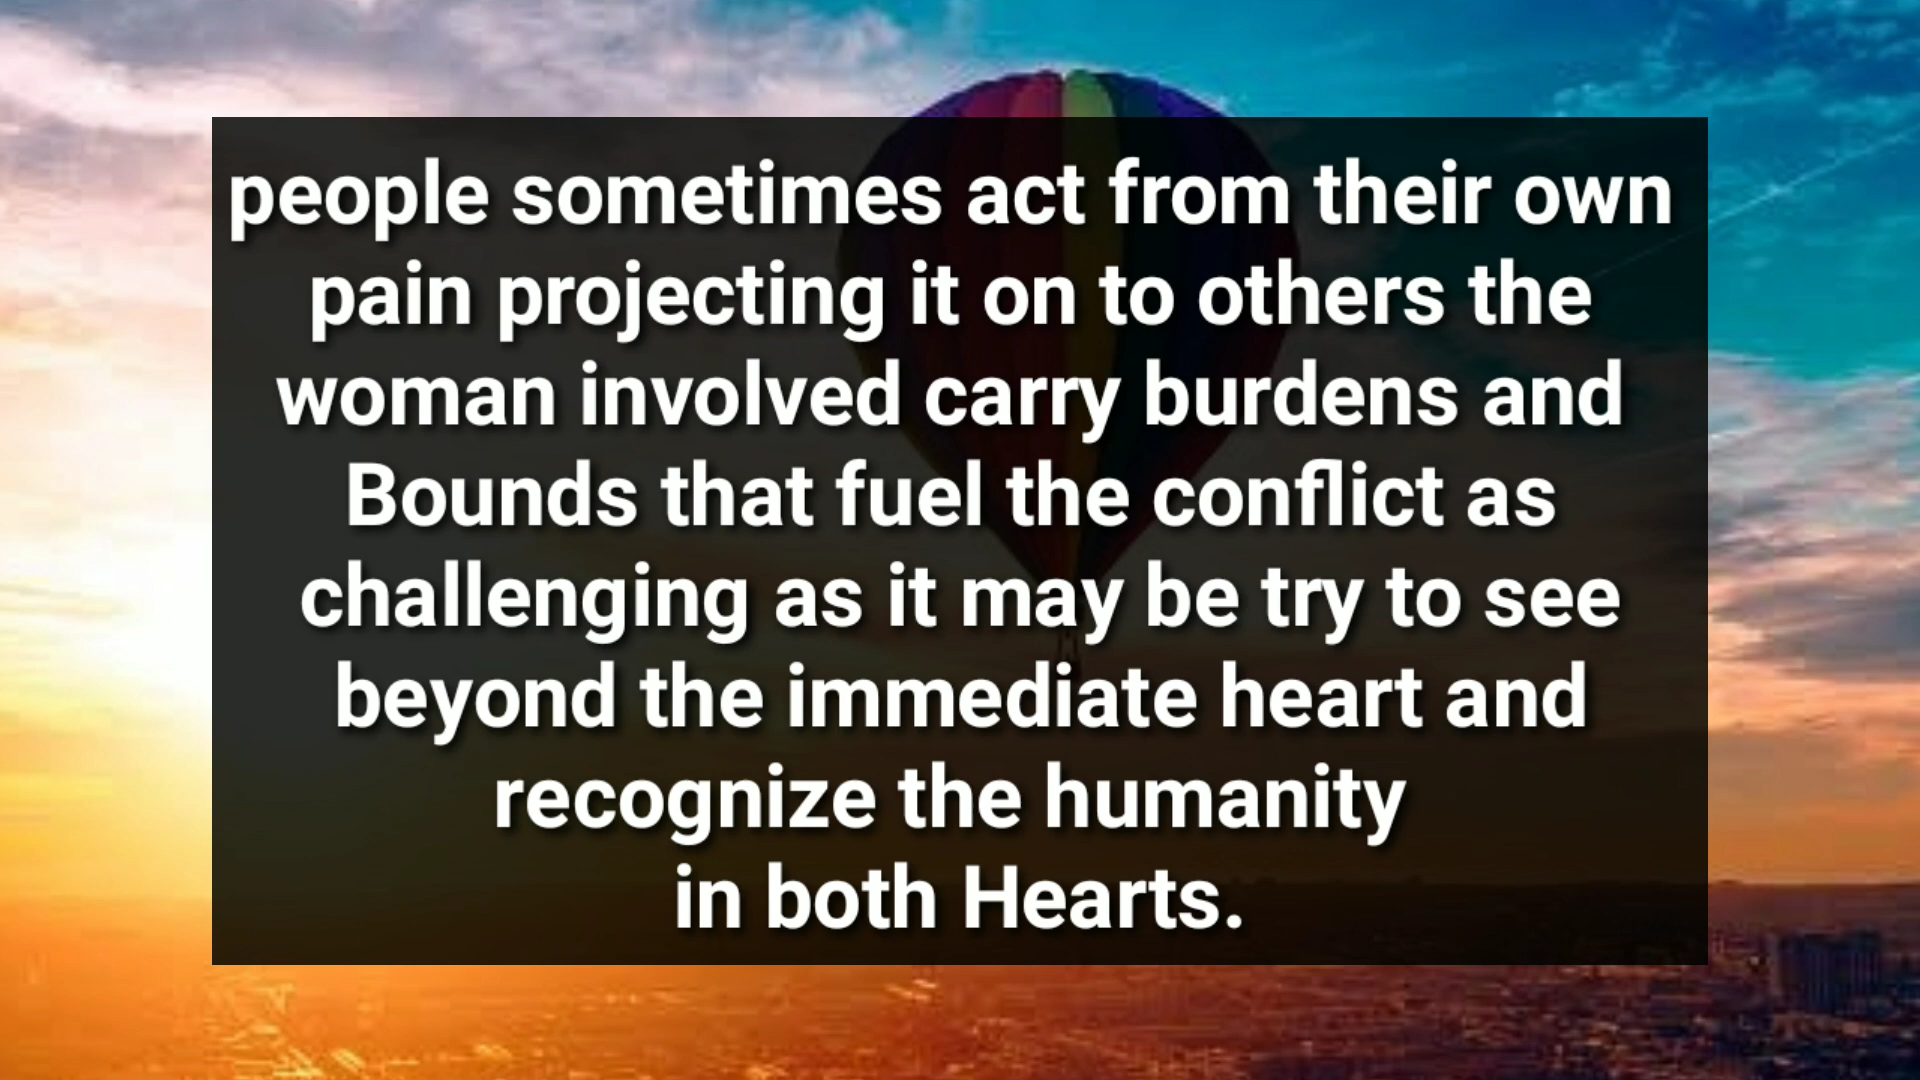 people sometimes act from their own
pain projecting it on to others the
woman involved carry burdens and
Bounds that fuel the conflict as
challenging as it may be try to see
beyond the immediate heart and
recognize the humanity
in both Hearts.